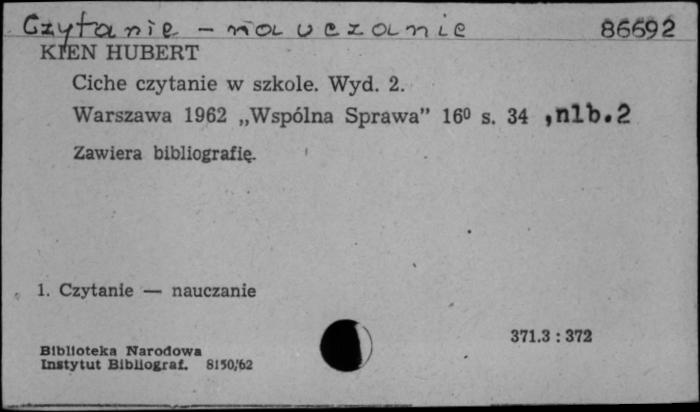 Czytanie - nauczanie 86692
KIEN HUBERT
Ciche czytanie w szkole. Wyd. 2.
Warszawa 1962 „Wspólna Sprawa” 16⁰ s. 34 ,nlb.2
Zawiera bibliografię.
1. Czytanie — nauczanie
371.3 : 372
Biblioteka Narodowa
Instytut Bibliograf. 8150/62